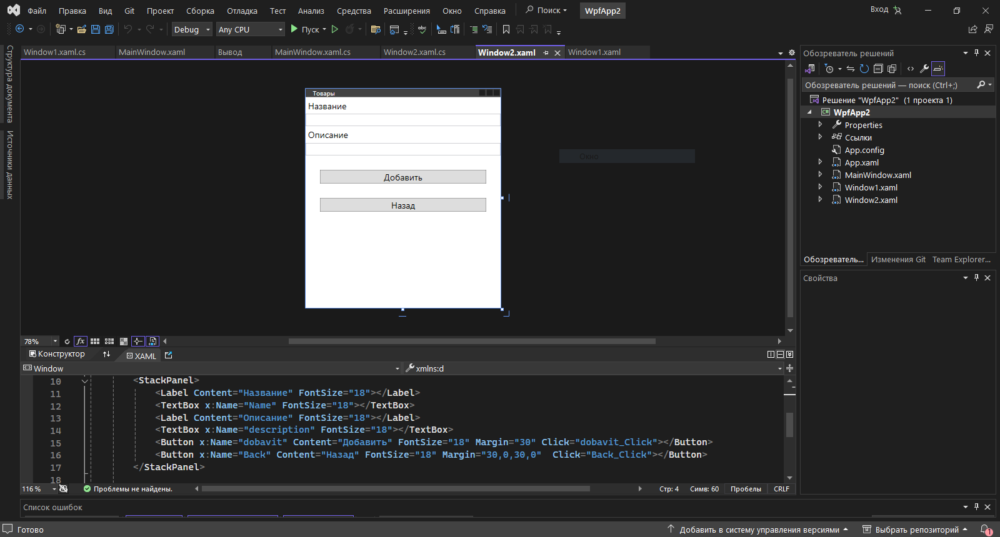 Файл Правка Вид Git Проект Сборка Отладка Тест Анализ Средства Расширения Окно Справка Поиск WpfApp2 Вход
Debug Any CPU Пуск
Структура документа
Источники данных
Window1.xaml.cs MainWindow.xaml Вывод MainWindow.xaml.cs Window2.xaml.cs Window2.xaml Window1.xaml
Товары
Название
Описание
Добавить
Назад
Окно
78%
Конструктор XAML
Window xmlns:d
10 <StackPanel>
11 <Label Content="Название" FontSize="18"></Label>
12 <TextBox x:Name="Name" FontSize="18"></TextBox>
13 <Label Content="Описание" FontSize="18"></Label>
14 <TextBox x:Name="description" FontSize="18"></TextBox>
15 <Button x:Name="dobavit" Content="Добавить" FontSize="18" Margin="30" Click="dobavit_Click"></Button>
16 <Button x:Name="Back" Content="Назад" FontSize="18" Margin="30,0,30,0"  Click="Back_Click"></Button>
17 </StackPanel>
18
116 % Проблемы не найдены. Стр: 4 Симв: 60 Пробелы CRLF
Список ошибок
Обозреватель решений
Обозреватель решений — поиск (Ctrl+;)
Решение "WpfApp2" (1 проекта 1)
WpfApp2
Properties
Ссылки
App.config
App.xaml
MainWindow.xaml
Window1.xaml
Window2.xaml
Обозреватель... Изменения Git Team Explorer...
Свойства
Готово Добавить в систему управления версиями Выбрать репозиторий 1